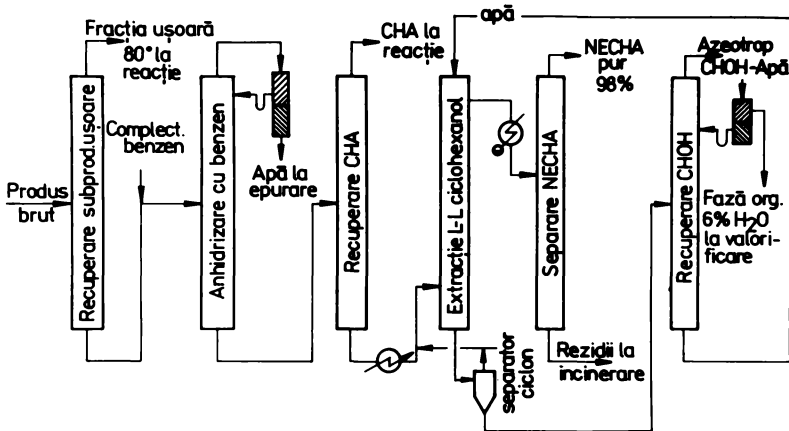 Fractia ușoară
80° la
reacție
Complect.
benzen
Produs
brut
Recuperare subprod.ușoare
Anhidrizare cu benzen
Apă la
epurare
CHA la
reacție
Recuperare CHA
apă
Extracție L-L ciclohexanol
separator
ciclon
NECHA
pur
98%
Separare NECHA
Rezidii la
incinerare
Azeotrop
CHOH-Apă
Recuperare CHOH
Fază org.
6% H2O
la valori-
ficare